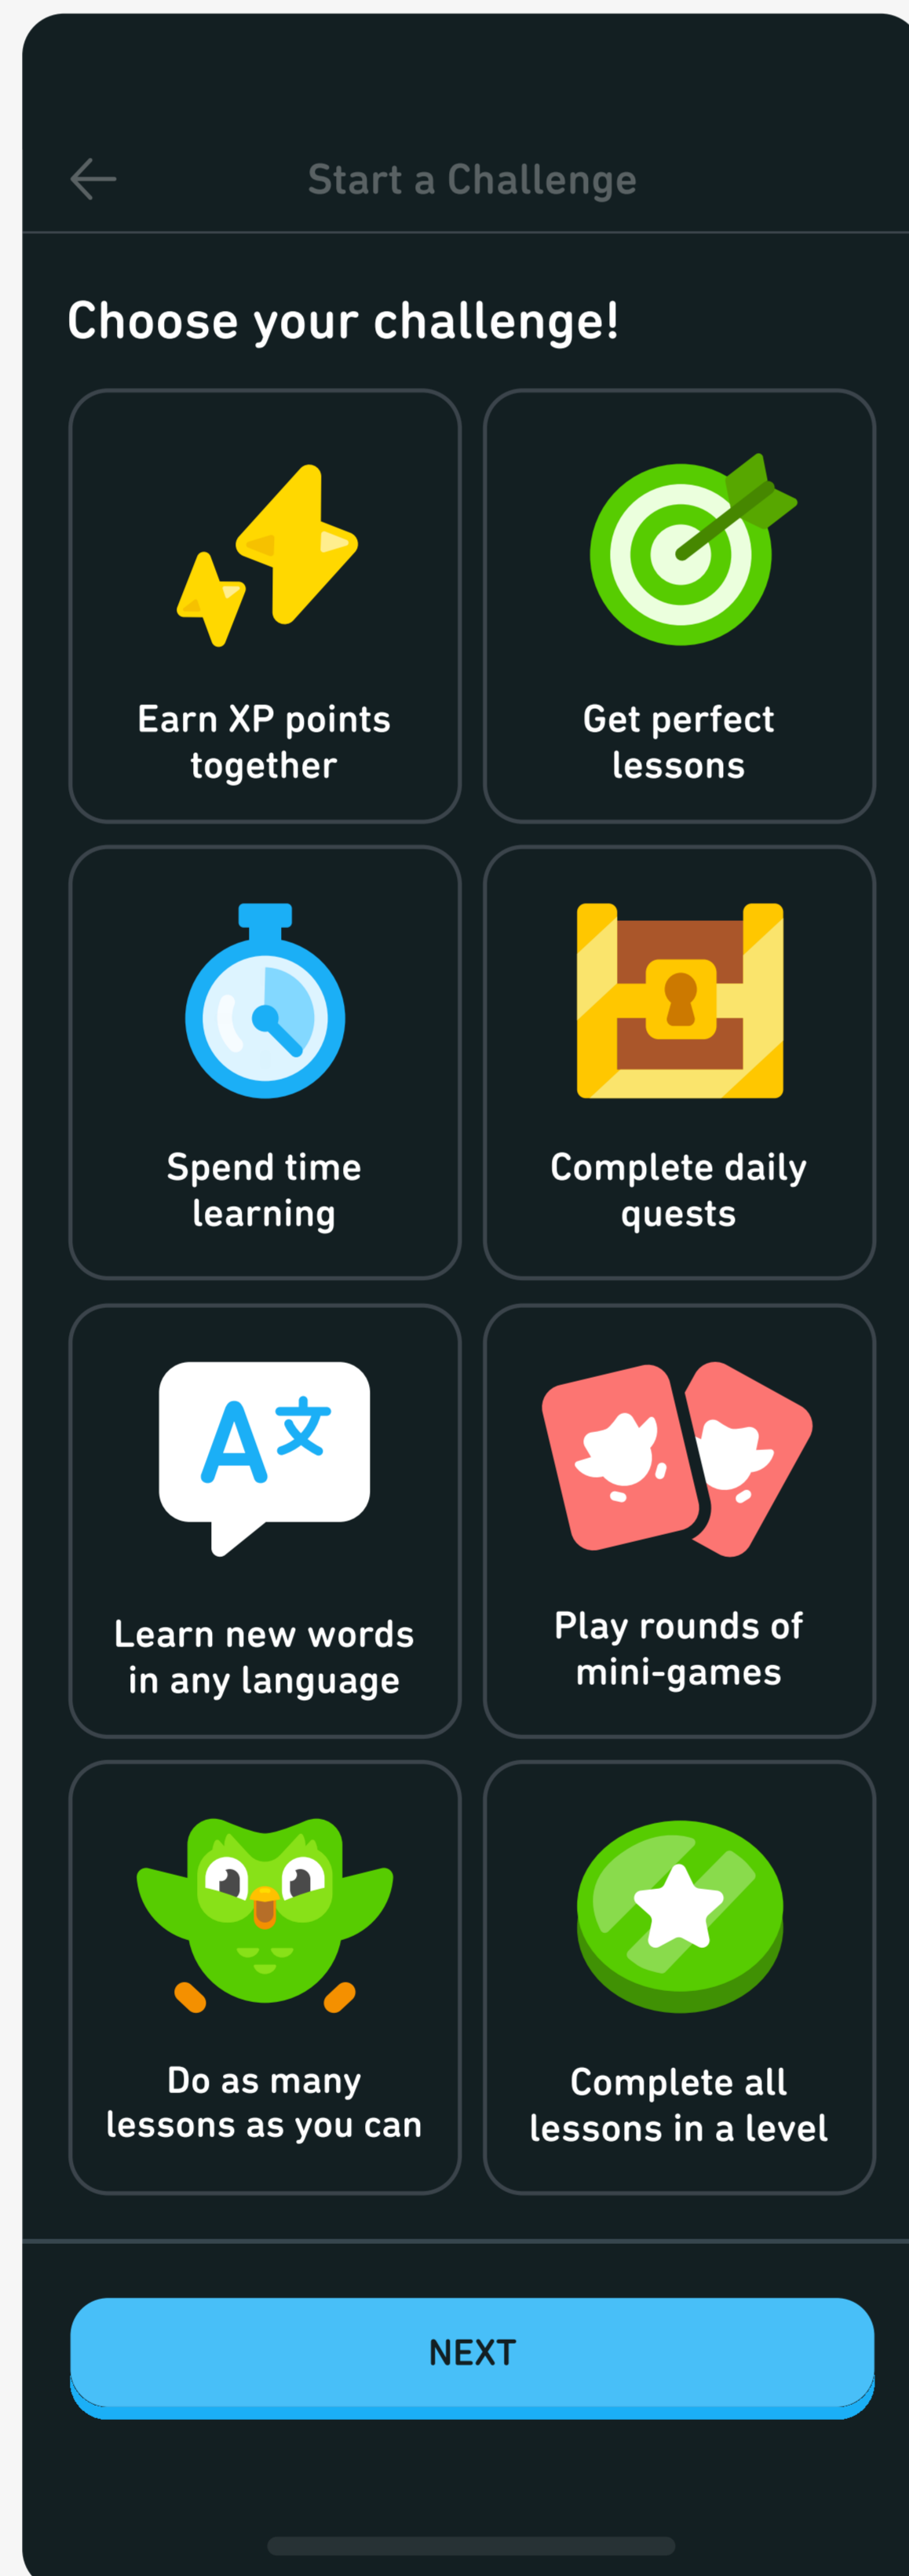 Start a Challenge
Choose your challenge!
Earn XP points
together
Get perfect
lessons
Spend time
learning
Complete daily
quests
A文
Learn new words
in any language
Play rounds of
mini-games
Do as many
lessons as you can
Complete all
lessons in a level
NEXT